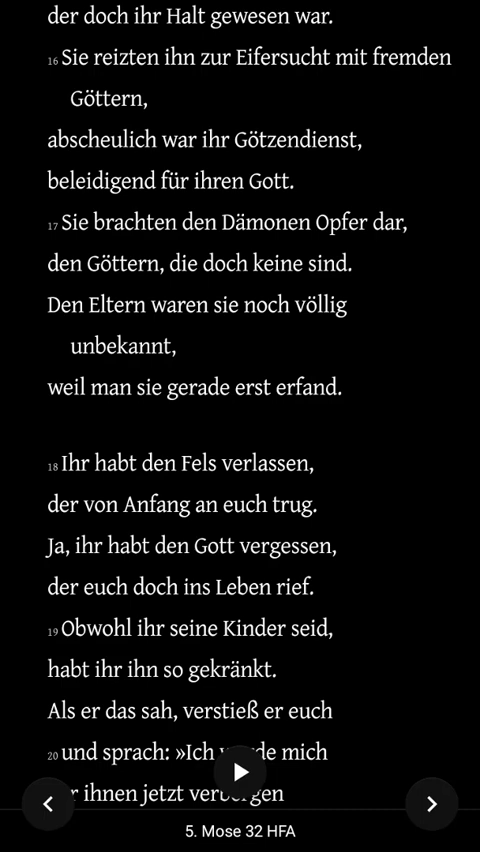 der doch ihr Halt gewesen war.
16 Sie reizten ihn zur Eifersucht mit fremden
Göttern,
abscheulich war ihr Götzendienst,
beleidigend für ihren Gott.
17 Sie brachten den Dämonen Opfer dar,
den Göttern, die doch keine sind.
Den Eltern waren sie noch völlig
unbekannt,
weil man sie gerade erst erfand.
18 Ihr habt den Fels verlassen,
der von Anfang an euch trug.
Ja, ihr habt den Gott vergessen,
der euch doch ins Leben rief.
19 Obwohl ihr seine Kinder seid,
habt ihr ihn so gekränkt.
Als er das sah, verstieß er euch
20 und sprach: »Ich mich
ihnen jetzt verbergen
5. Mose 32 HFA